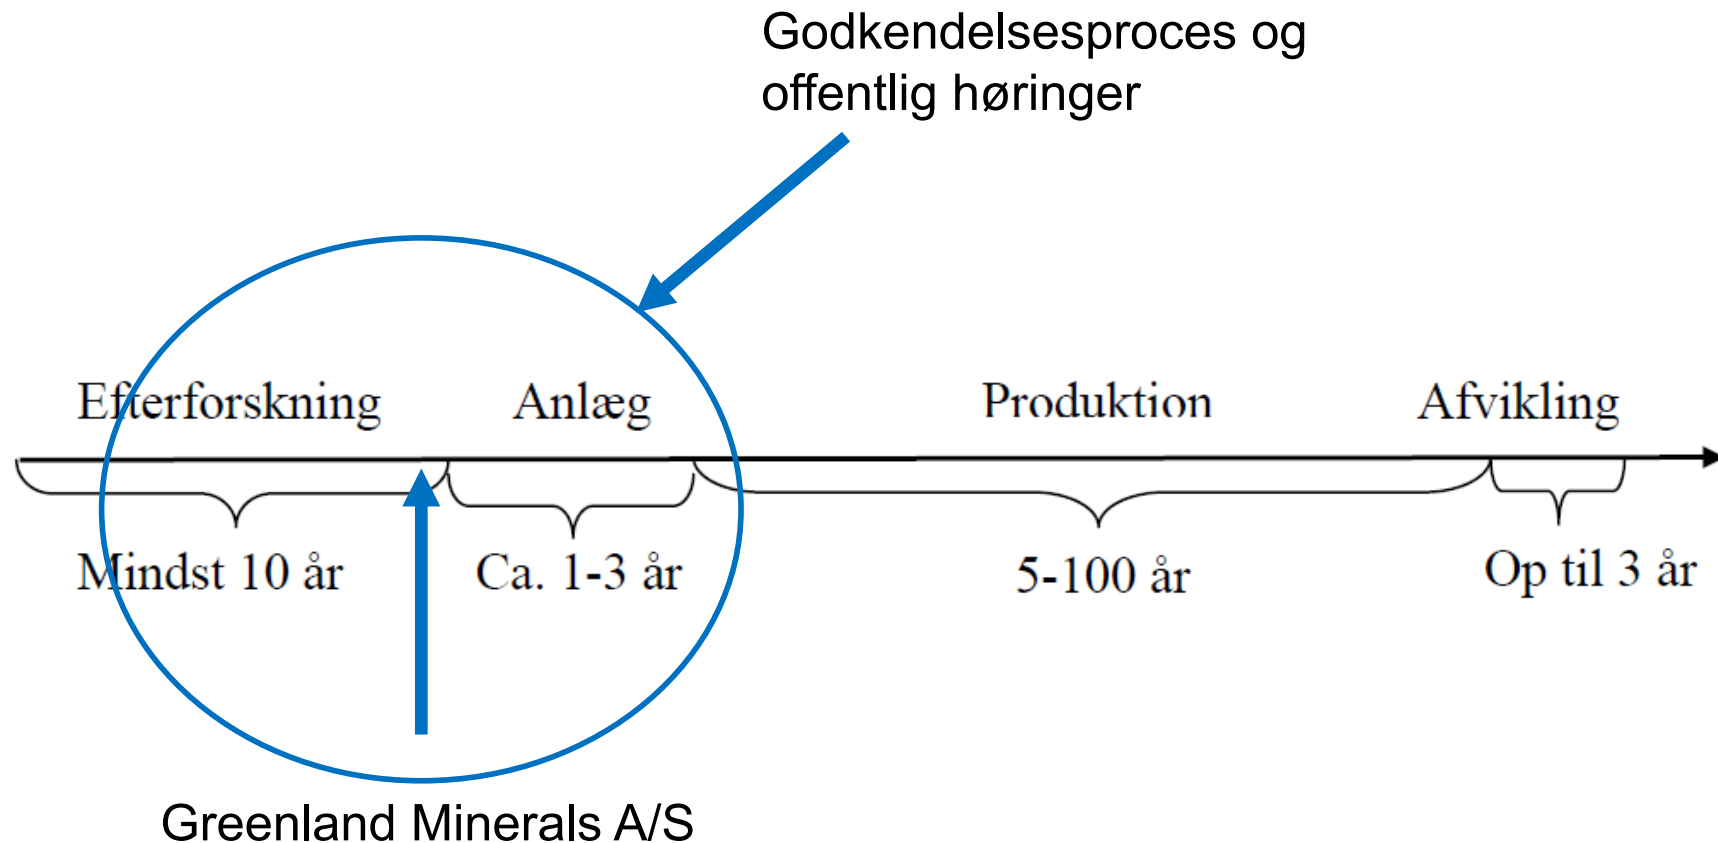 Godkendelsesproces og
offentlig høringer
Efterforskning Anlæg Produktion Afvikling
Mindst 10 år Ca. 1-3 år 5-100 år Op til 3 år
Greenland Minerals A/S